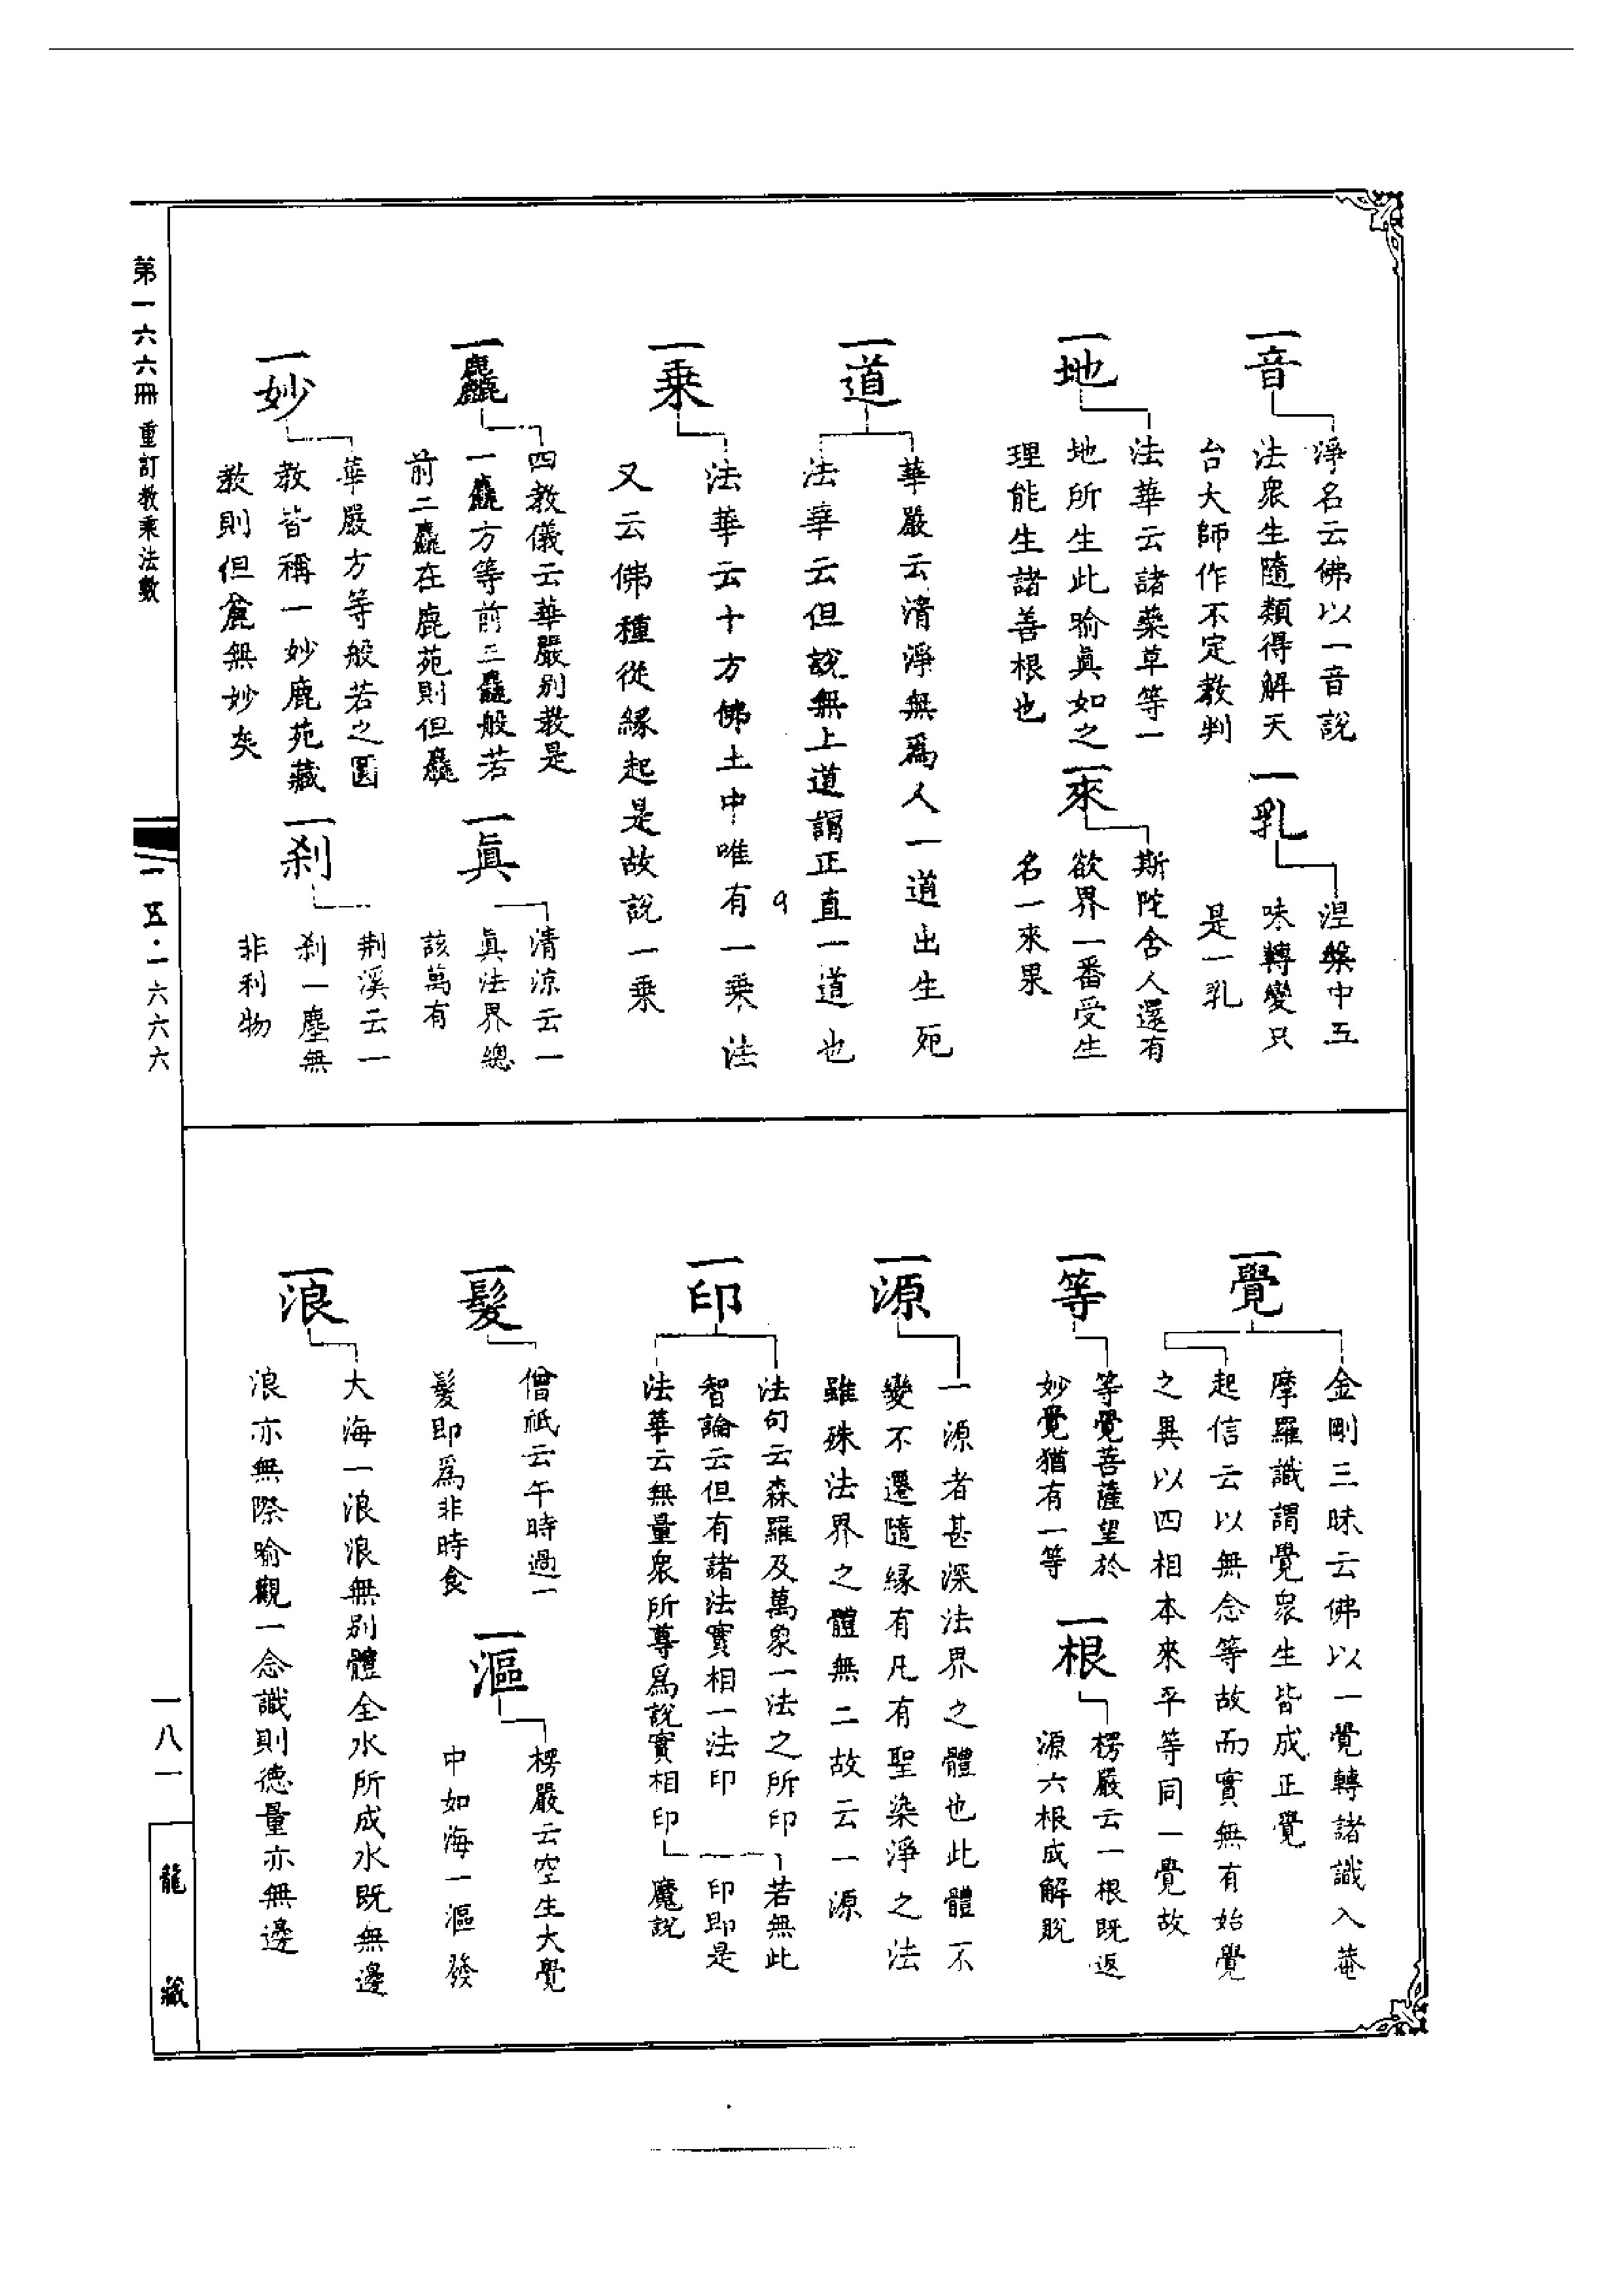 一音
淨名云佛以一音說
法衆生隨類得解天
台大師作不定教判
一乳
涅槃中五
味轉變只
是一乳
一地
法華云諸藥草等一
地所生此喻眞如之
理能生諸善根也
一來
斯陀含人還有
欲界一番受生
名一來果
一道
華嚴云清淨無爲人一道出生死
法華云但說無上道謂正直一道也
一乘
法華云十方佛土中唯有一乘法
又云佛種從緣起是故說一乘
一麤
四教儀云華嚴別教是
一麤方等前三麤般若
前二麤在鹿苑則但麤
一眞
清涼云一
眞法界總
該萬有
一妙
華嚴方等般若之圓
教皆稱一妙鹿苑藏
教則但麄無妙矣
一刹
荆溪云一
刹一塵無
非利物
一覺
金剛三昧云佛以一覺轉諸識入菴
摩羅識謂覺衆生皆成正覺
起信云以無念等故而實無有始覺
之異以四相本來平等同一覺故
一等
等覺菩薩望於
妙覺猶有一等
一根
楞嚴云一根既返
源六根成解脫
一源
一源者甚深法界之體也此體不
變不遷隨緣有凡有聖染淨之法
雖殊法界之體無二故云一源
一印
法句云森羅及萬象一法之所印
智論云但有諸法實相一法印
法華云無量衆所尊爲說實相印
若無此
一印即是
魔說
一髮
僧祇云午時過一
髮即爲非時食
一漚
楞嚴云空生大覺
中如海一漚發
一浪
大海一浪浪無別體全水所成水既無邊
浪亦無際喻觀一念識則德量亦無邊
第一六六冊 重訂教乘法數
一五·一六六六
一八一
龍藏